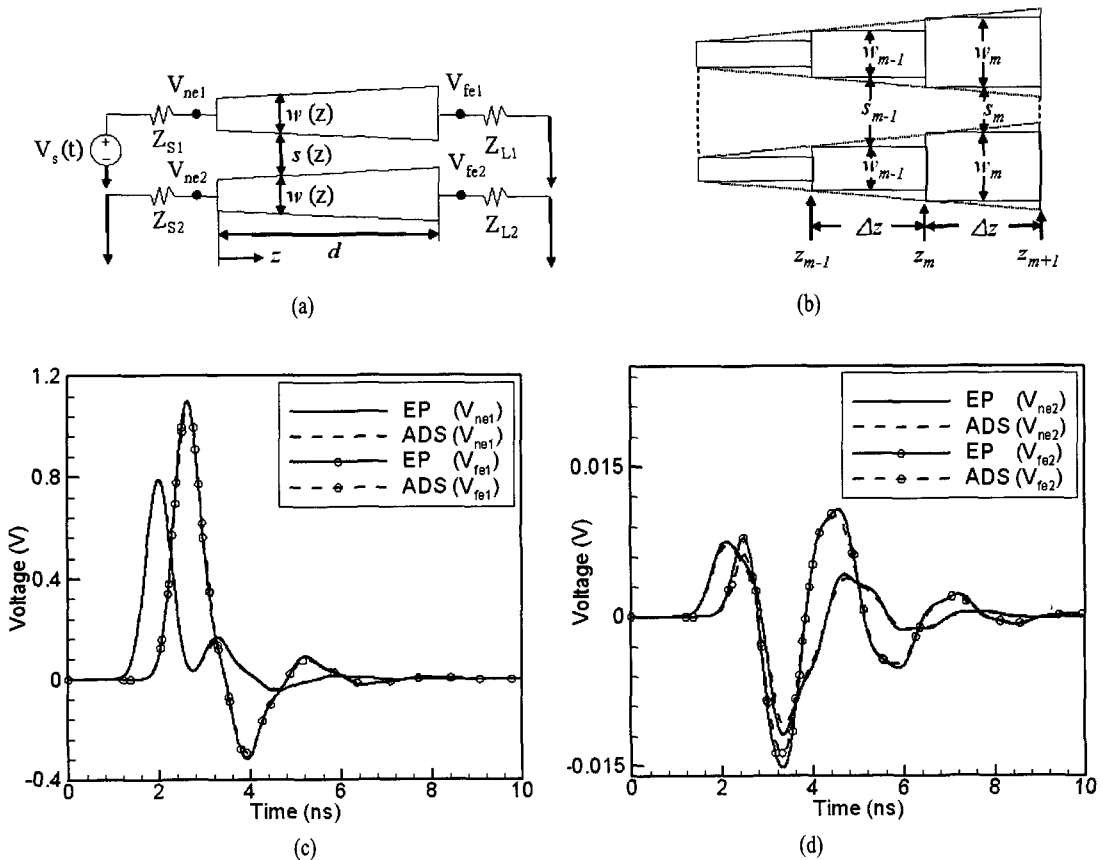 V_ne1
V_fe1
w (z)
Z_S1
Z_L1
V_s (t)
s (z)
V_ne2
V_fe2
w (z)
Z_S2
Z_L2
z
d
(a)
w_m-1
w_m
s_m-1
s_m
w_m-1
w_m
Δz
Δz
z_m-1
z_m
z_m+1
(b)
1.2
0.8
0.4
0
-0.4
Voltage (V)
EP (V_ne1)
ADS (V_ne1)
EP (V_fe1)
ADS (V_fe1)
0 2 4 6 8 10
Time (ns)
(c)
0.015
0
-0.015
Voltage (V)
EP (V_ne2)
ADS (V_ne2)
EP (V_fe2)
ADS (V_fe2)
0 2 4 6 8 10
Time (ns)
(d)